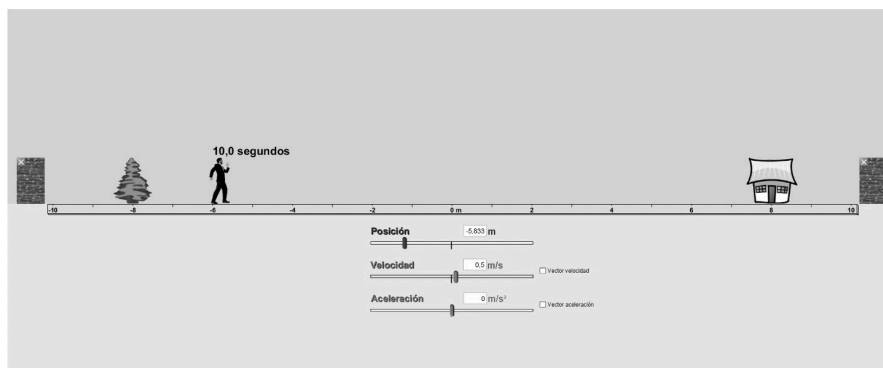 10,0 segundos
-10 -8 -6 -4 -2 0 m 2 4 6 8 10
Posición -5,833 m
Velocidad 0,5 m/s Vector velocidad
Aceleración 0 m/s² Vector aceleración